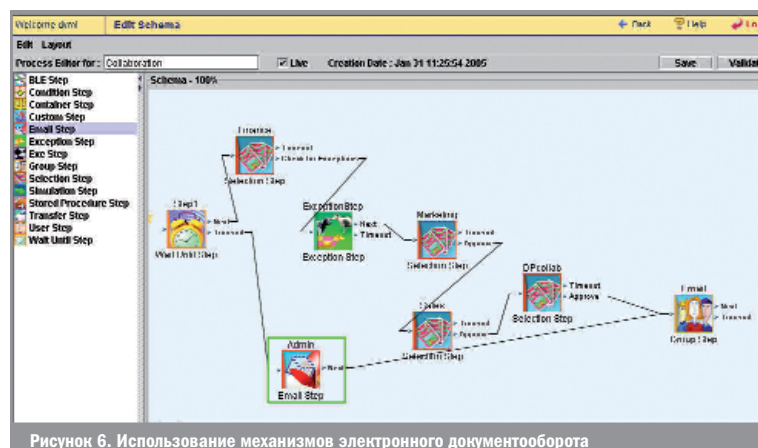 Welcome dvml Edit Schema Back Help
Edit Layout
Process Editor for : Collaboration Live Creation Date : Jan 31 11:25:54 2005 Save
BLE Step
Condition Step
Container Step
Custom Step
Email Step
Exception Step
Exe Step
Group Step
Selection Step
Simulation Step
Stored Procedure Step
Transfer Step
User Step
Wait Until Step
Schema - 100%
Finance
Timeout
Check for Exceptions
Selection Step
Step1
Next
Timeout
Wait Until Step
ExceptionStep
Next
Timeout
Exception Step
Marketing
Timeout
Approve
Selection Step
DPcollab
Timeout
Approve
Selection Step
Sales
Timeout
Approve
Selection Step
Email
Next
Timeout
Group Step
Admin
Next
Email Step
Рисунок 6. Использование механизмов электронного документооборота